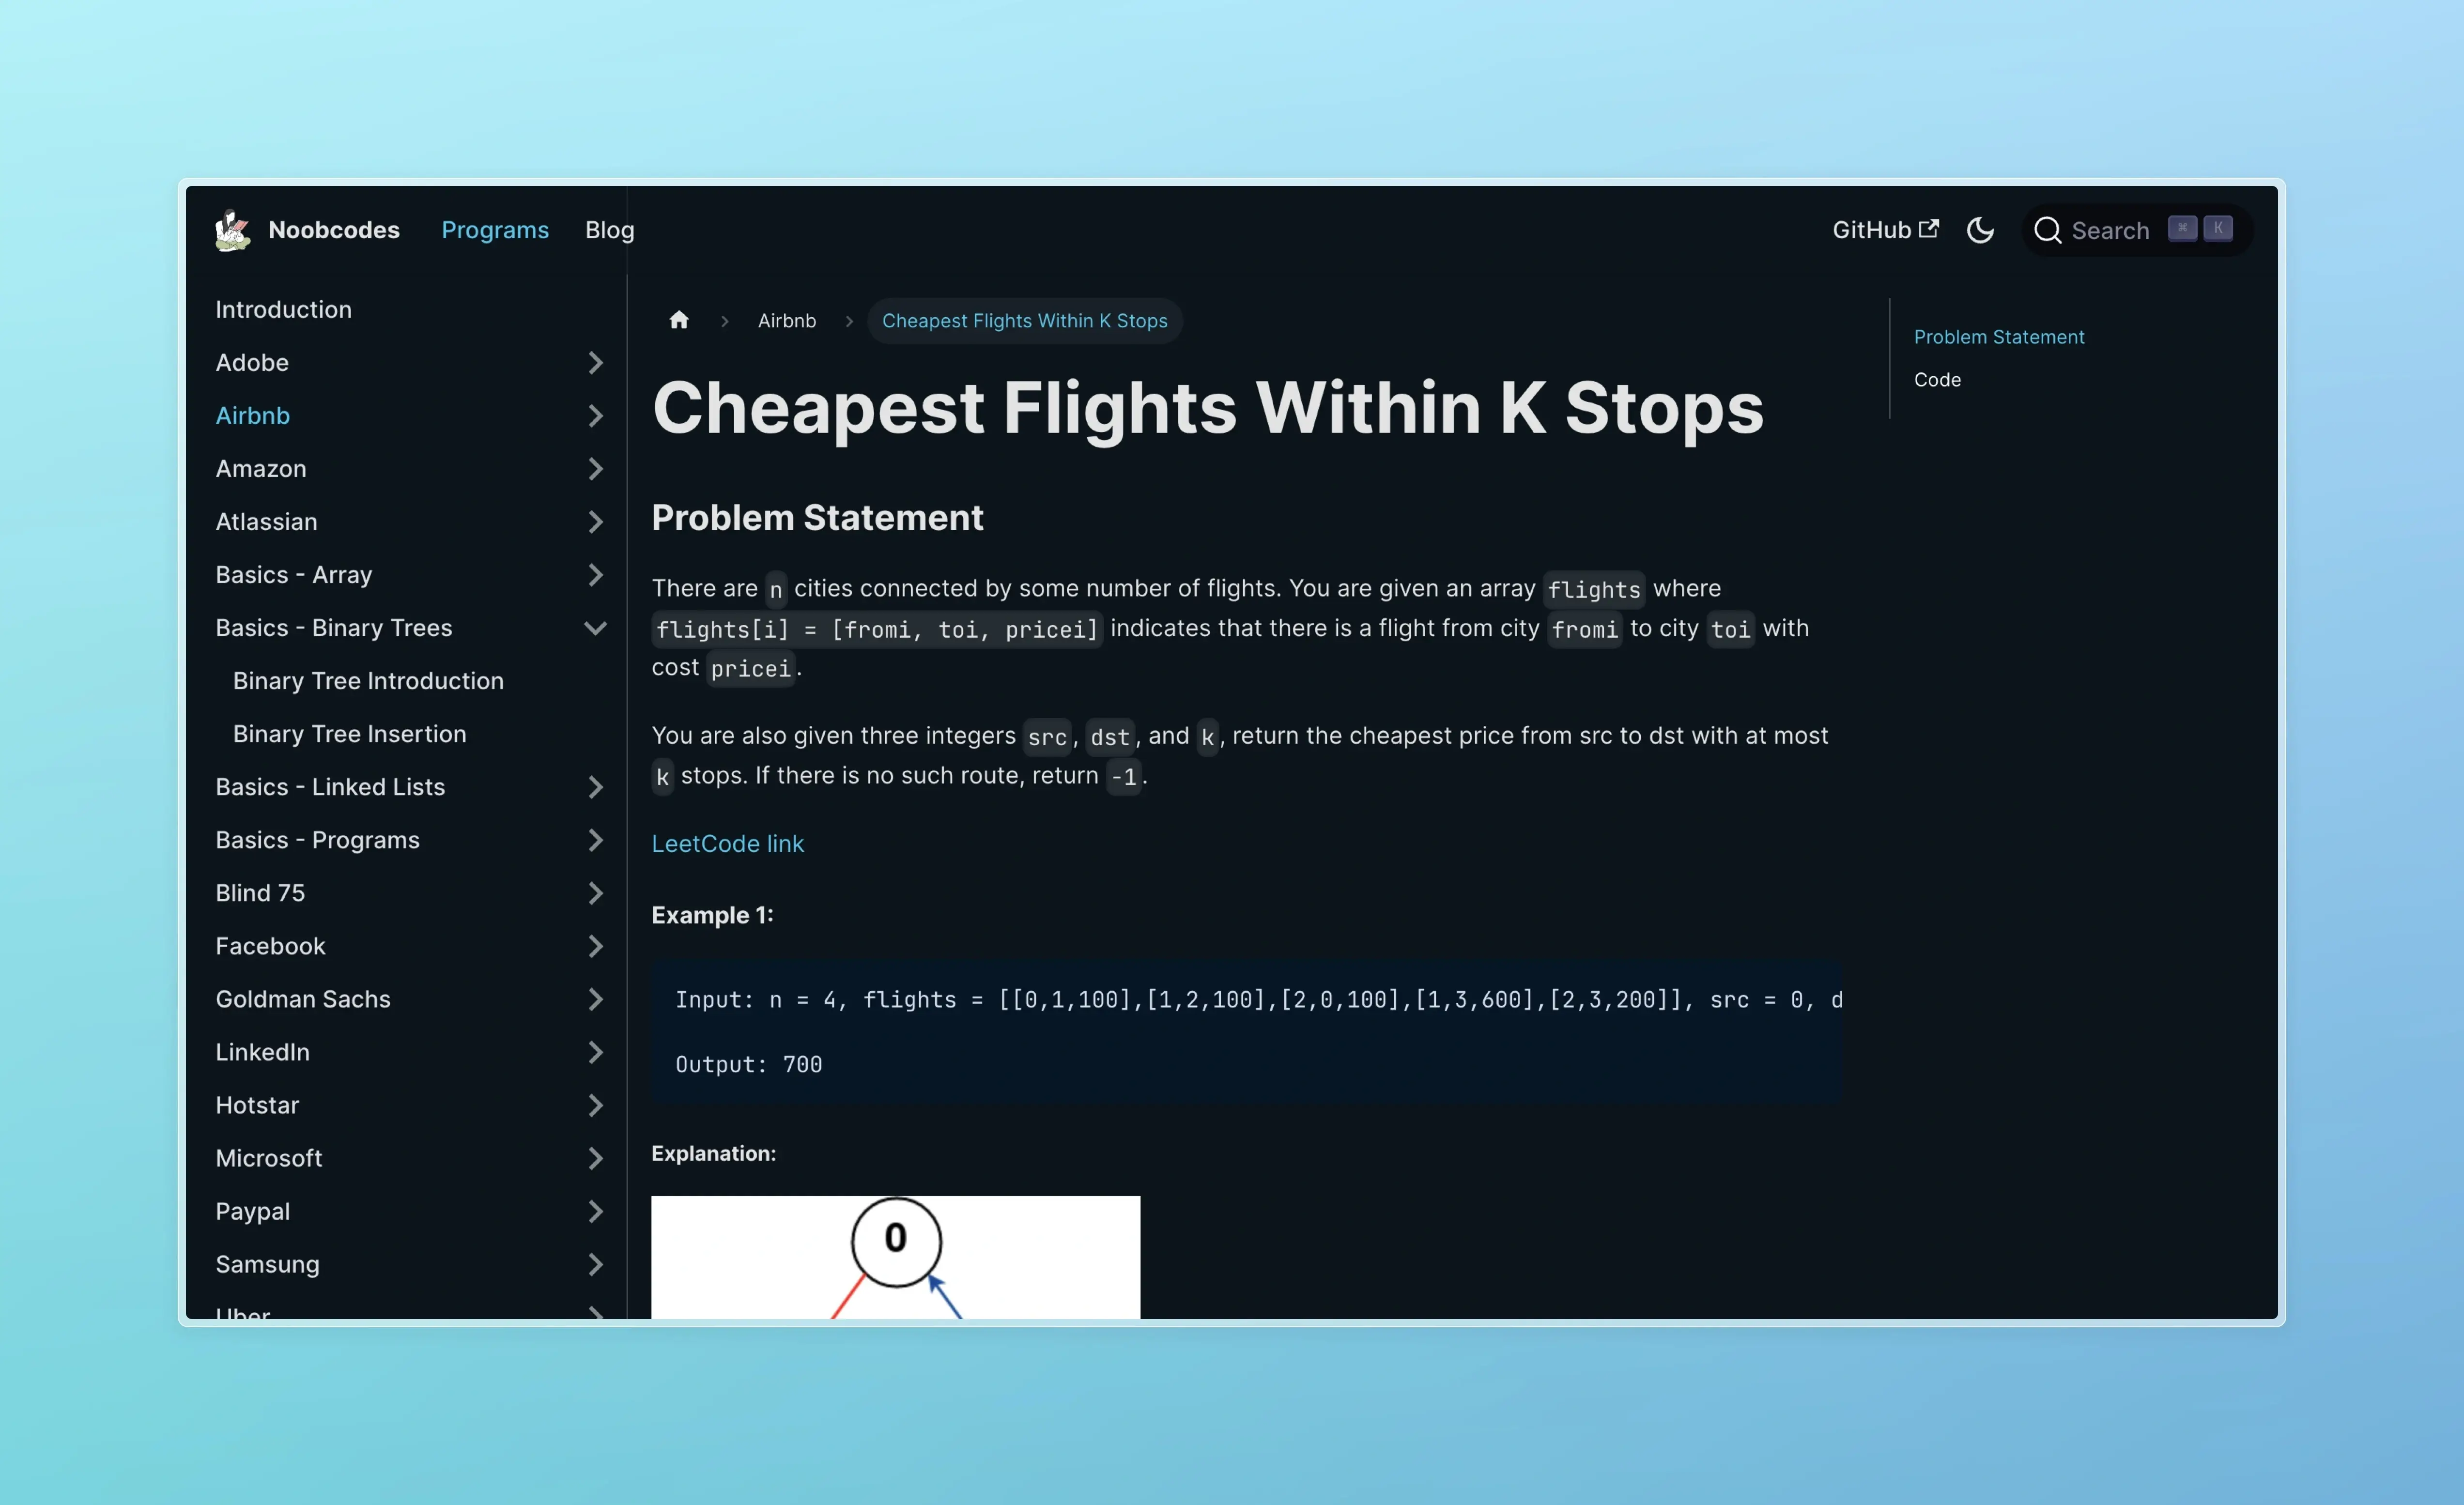 Noobcodes Programs Blog GitHub Search ⌘ K
Introduction
Adobe
Airbnb
Amazon
Atlassian
Basics - Array
Basics - Binary Trees
Binary Tree Introduction
Binary Tree Insertion
Basics - Linked Lists
Basics - Programs
Blind 75
Facebook
Goldman Sachs
LinkedIn
Hotstar
Microsoft
Paypal
Samsung
Uber
Airbnb Cheapest Flights Within K Stops
Cheapest Flights Within K Stops
Problem Statement
There are n cities connected by some number of flights. You are given an array flights where
flights[i] = [fromi, toi, pricei] indicates that there is a flight from city fromi to city toi with
cost pricei.
You are also given three integers src, dst, and k, return the cheapest price from src to dst with at most
k stops. If there is no such route, return -1.
LeetCode link
Example 1:
Input: n = 4, flights = [[0,1,100],[1,2,100],[2,0,100],[1,3,600],[2,3,200]], src = 0, d
Output: 700
Explanation:
0
Problem Statement
Code